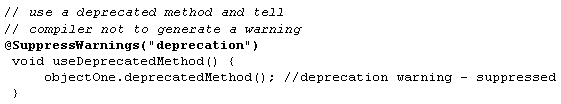 // use a deprecated method and tell
// compiler not to generate a warning
@SuppressWarnings("deprecation")
void useDeprecatedMethod() {
objectOne.deprecatedMethod(); //deprecation warning - suppressed
}